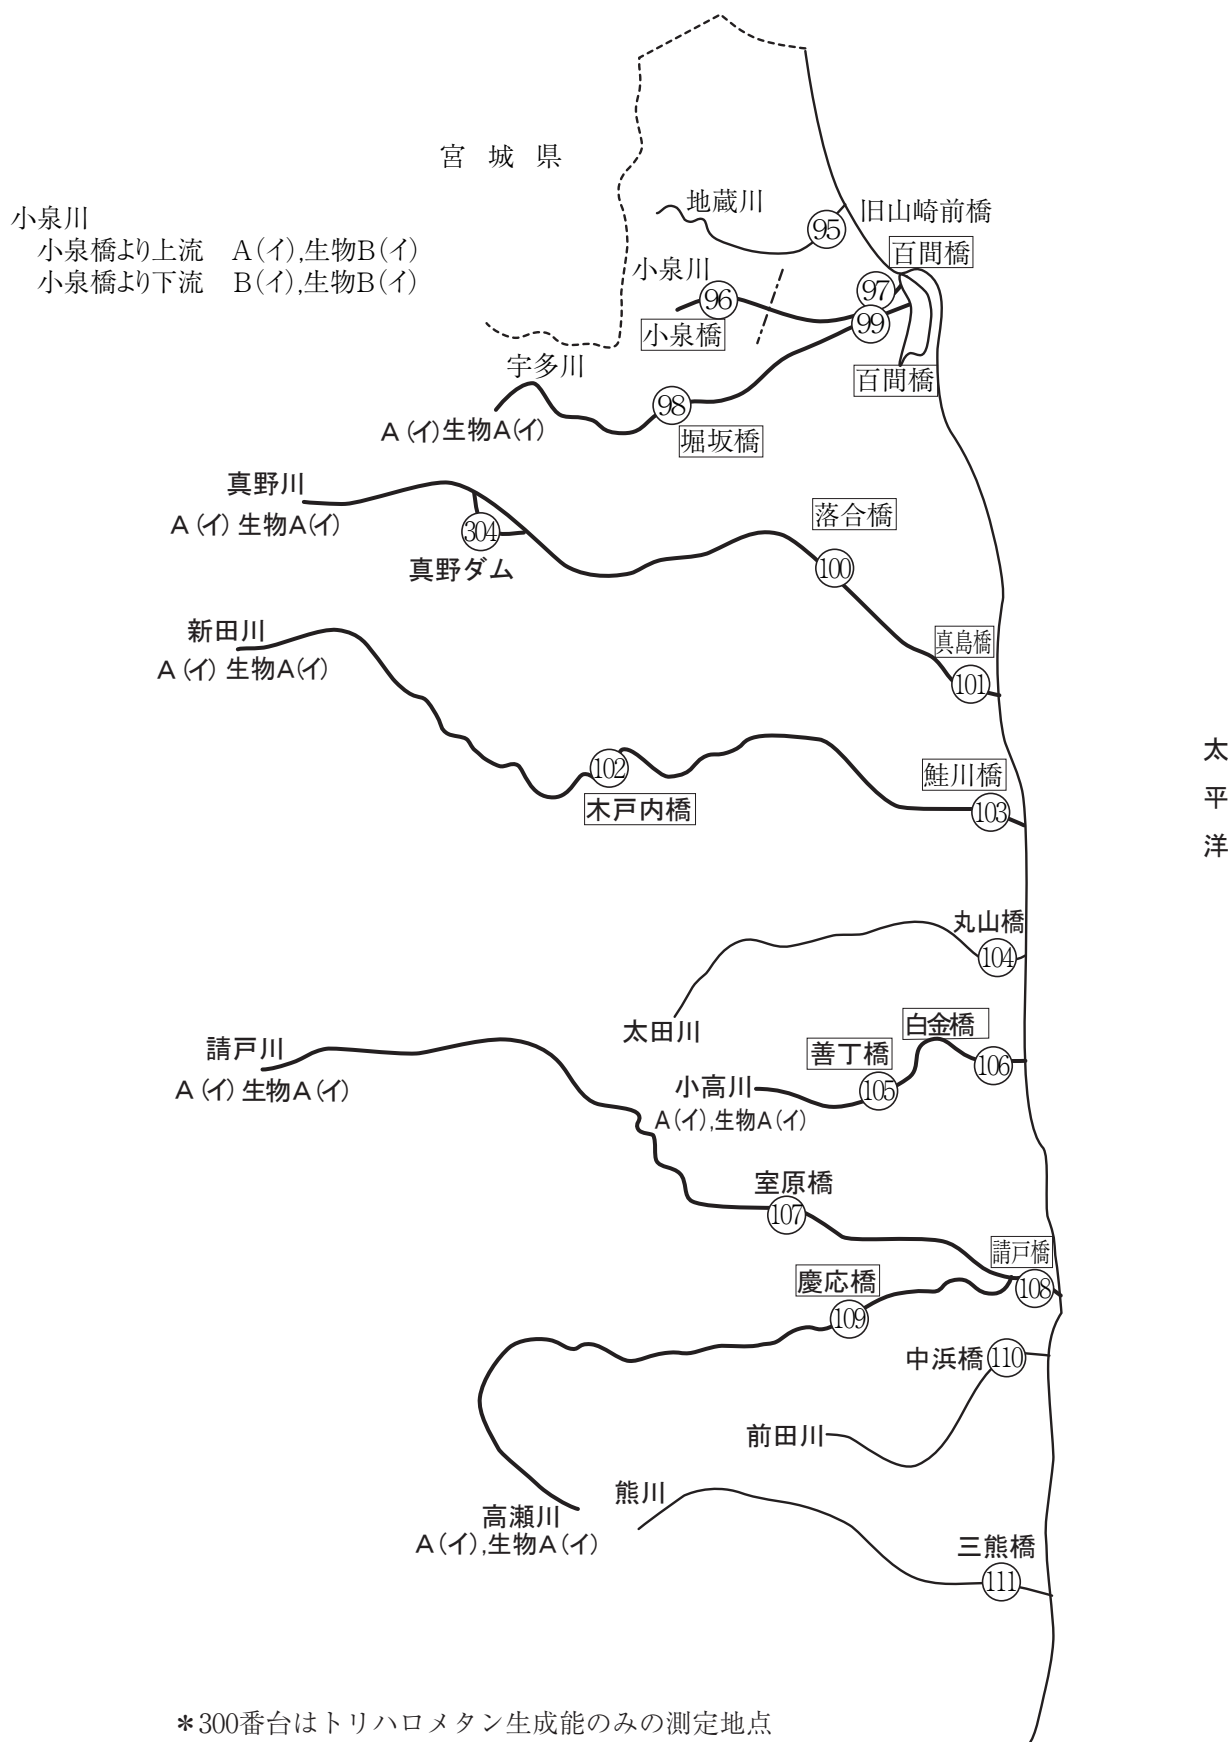 宮 城 県
小泉川
小泉橋より上流　A(イ),生物B(イ)
小泉橋より下流　B(イ),生物B(イ)
地蔵川
95
旧山崎前橋
百間橋
小泉川
96
97
小泉橋
99
百間橋
宇多川
A(イ)生物A(イ)
98
堀坂橋
真野川
A(イ) 生物A(イ)
304
真野ダム
落合橋
100
真島橋
101
新田川
A(イ) 生物A(イ)
102
木戸内橋
鮭川橋
103
太
平
洋
丸山橋
104
太田川
白金橋
106
善丁橋
105
小高川
A(イ),生物A(イ)
請戸川
A(イ) 生物A(イ)
室原橋
107
請戸橋
108
慶応橋
109
中浜橋
110
前田川
高瀬川
A(イ),生物A(イ)
熊川
三熊橋
111
*300番台はトリハロメタン生成能のみの測定地点